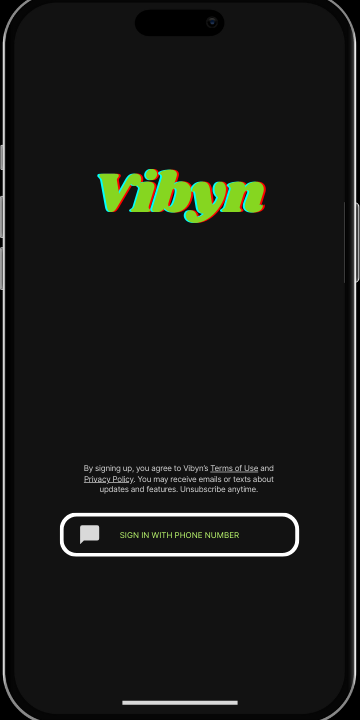 Vibyn
By signing up, you agree to Vibyn's Terms of Use and
Privacy Policy. You may receive emails or texts about
updates and features. Unsubscribe anytime.
SIGN IN WITH PHONE NUMBER